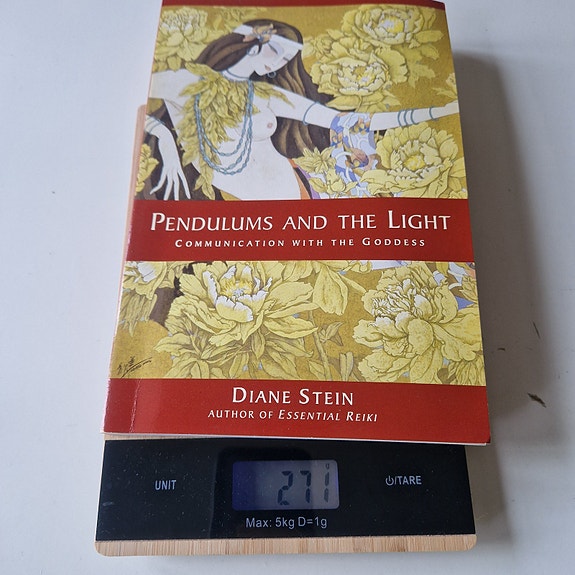 PENDULUMS AND THE LIGHT
COMMUNICATION WITH THE GODDESS
DIANE STEIN
AUTHOR OF ESSENTIAL REIKI
UNIT
271
⏻/TARE
Max: 5kg D=1g